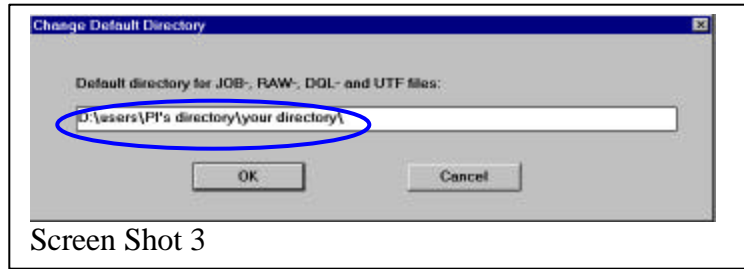 Change Default Directory
Default directory for JOB-, RAW-, DQL- and UTF files:
D:\users\PI's directory\your directory\
OK
Cancel
Screen Shot 3